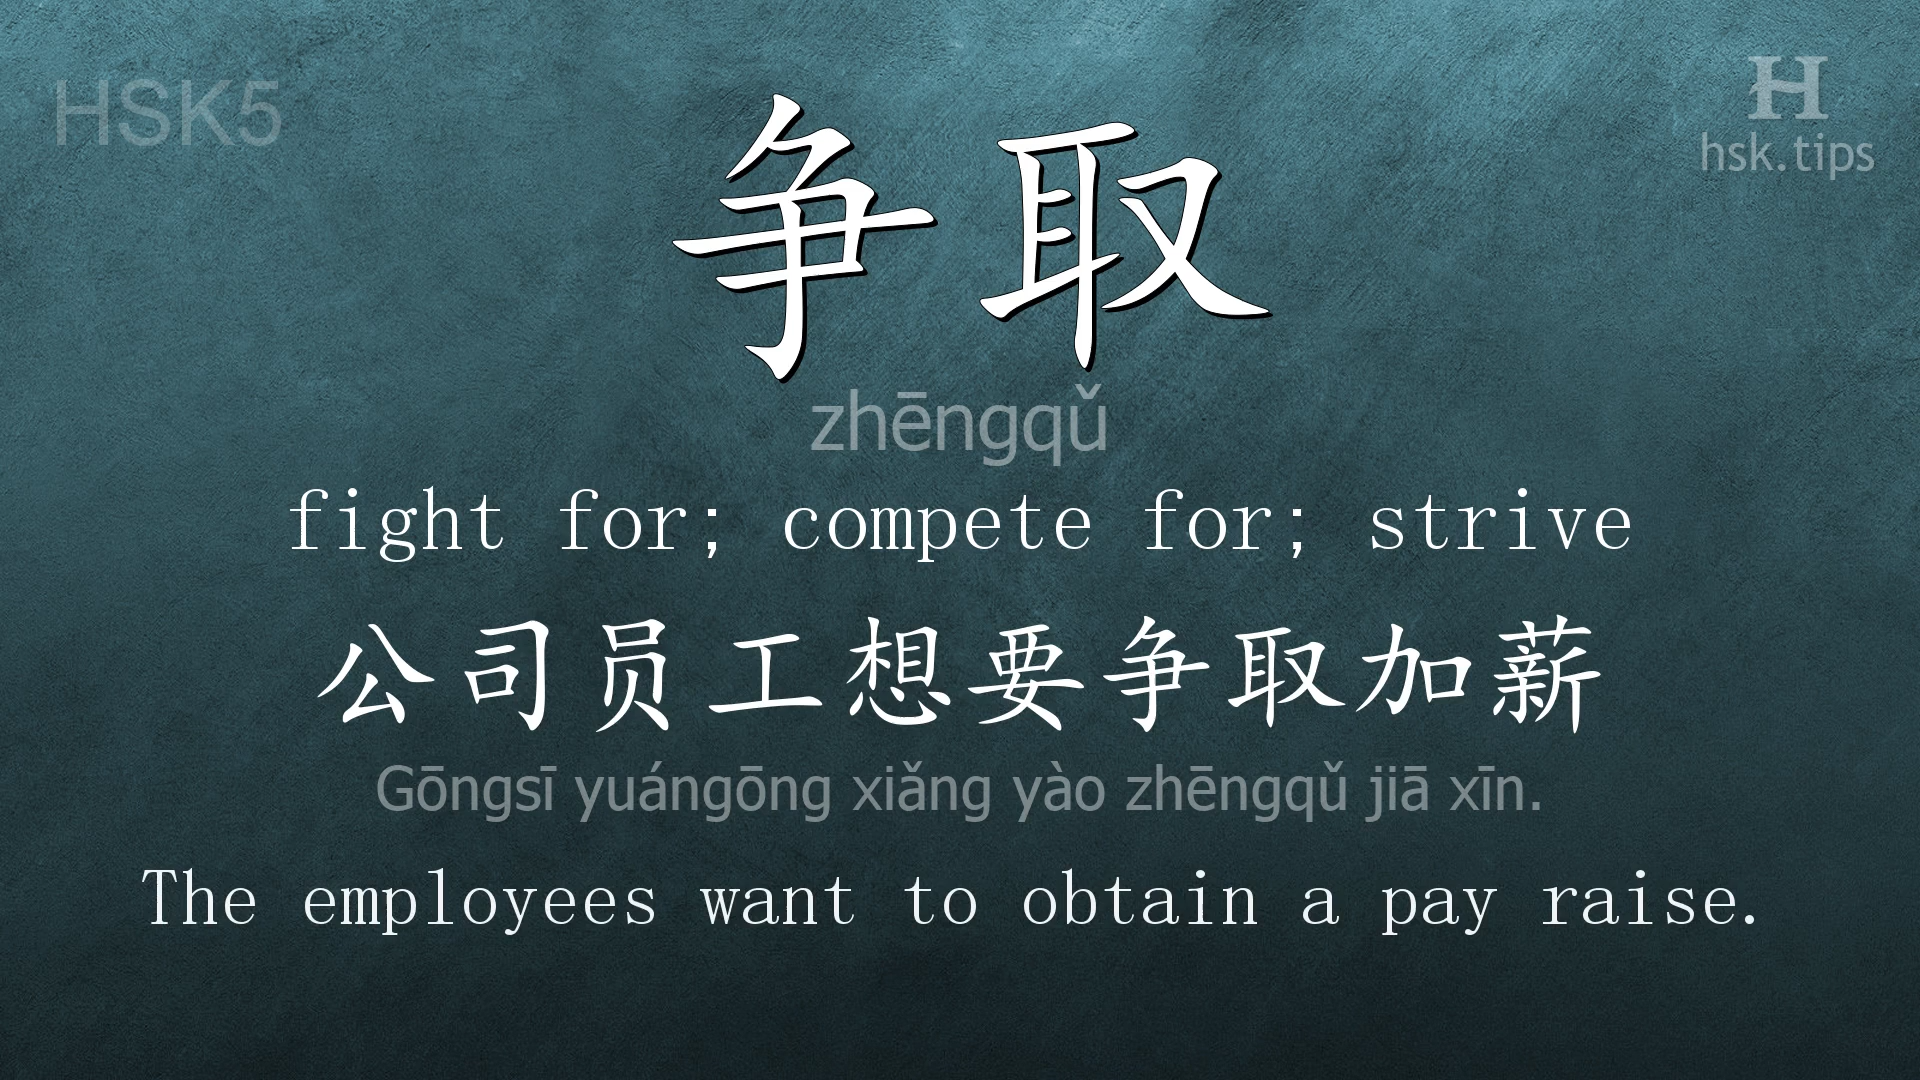 HSK5
H
hsk.tips
争取
zhēngqǔ
fight for; compete for; strive
公司员工想要争取加薪
Gōngsī yuángōng xiǎng yào zhēngqǔ jiā xīn.
The employees want to obtain a pay raise.